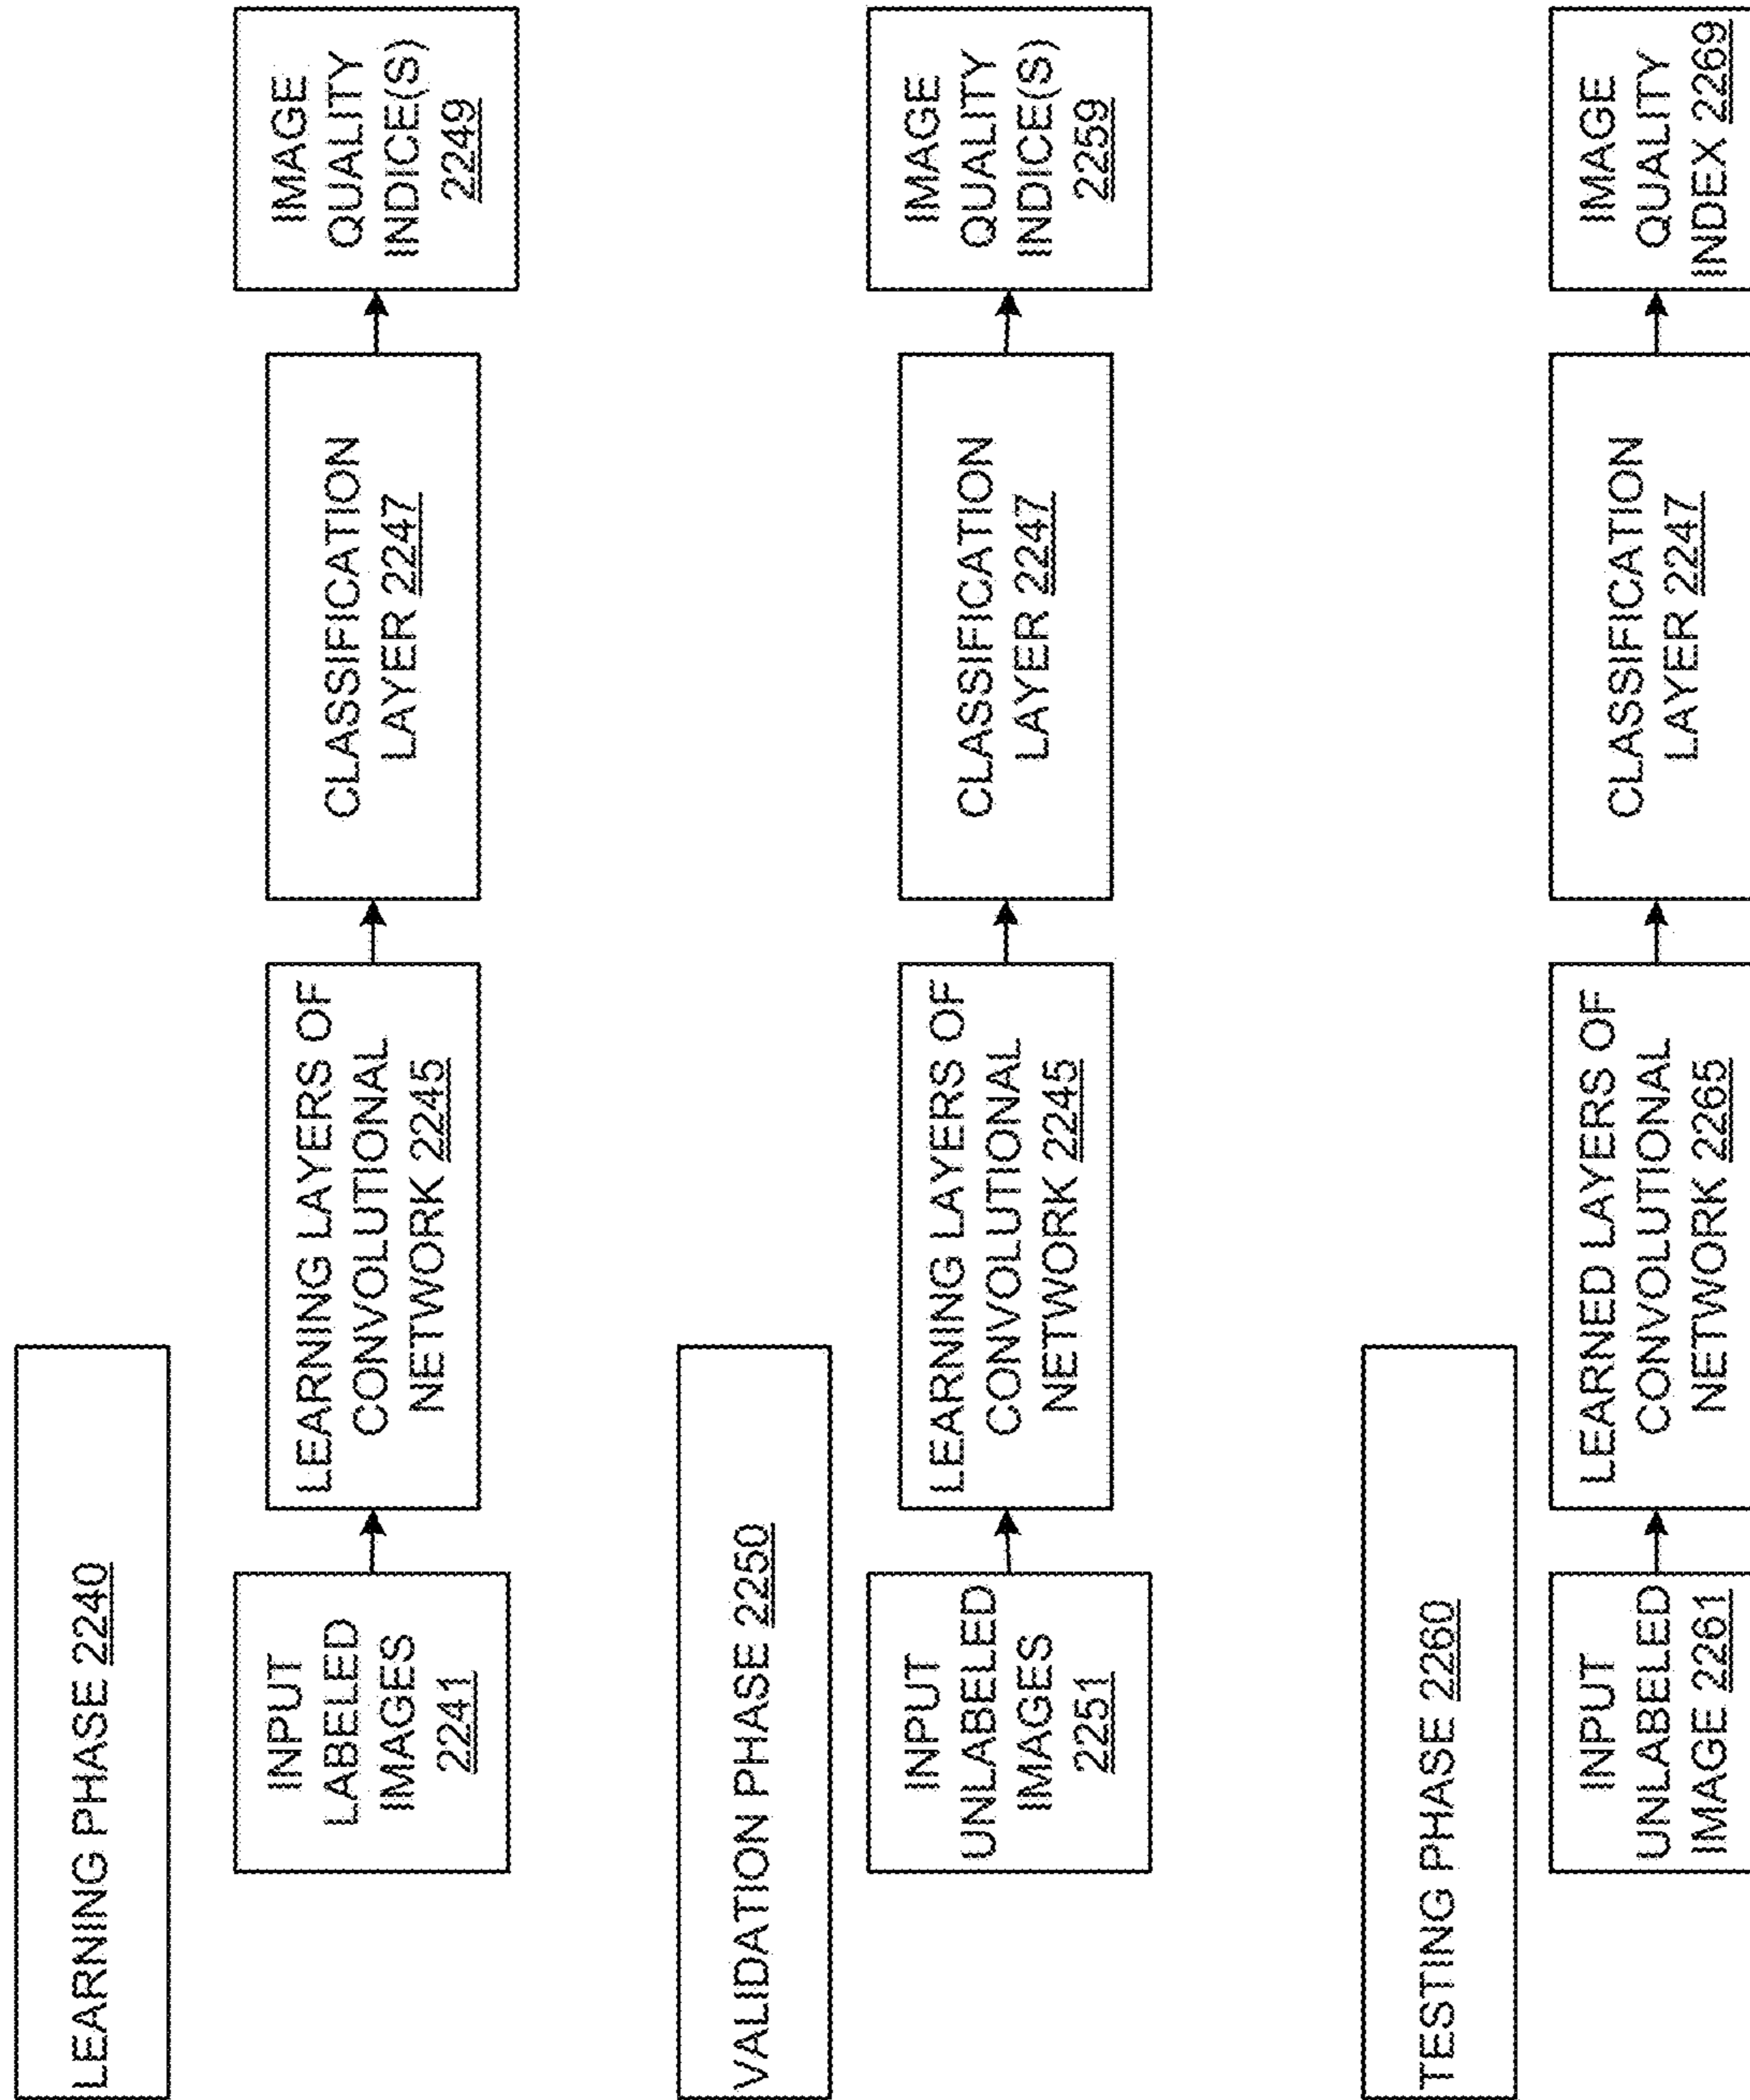 LEARNING PHASE 2240
INPUT
LABELED
IMAGES
2241
LEARNING LAYERS OF
CONVOLUTIONAL
NETWORK 2245
CLASSIFICATION
LAYER 2247
IMAGE
QUALITY
INDICE(S)
2249
VALIDATION PHASE 2250
INPUT
UNLABELED
IMAGES
2251
LEARNING LAYERS OF
CONVOLUTIONAL
NETWORK 2245
CLASSIFICATION
LAYER 2247
IMAGE
QUALITY
INDICE(S)
2259
TESTING PHASE 2260
INPUT
UNLABELED
IMAGE 2261
LEARNED LAYERS OF
CONVOLUTIONAL
NETWORK 2265
CLASSIFICATION
LAYER 2247
IMAGE
QUALITY
INDEX 2269